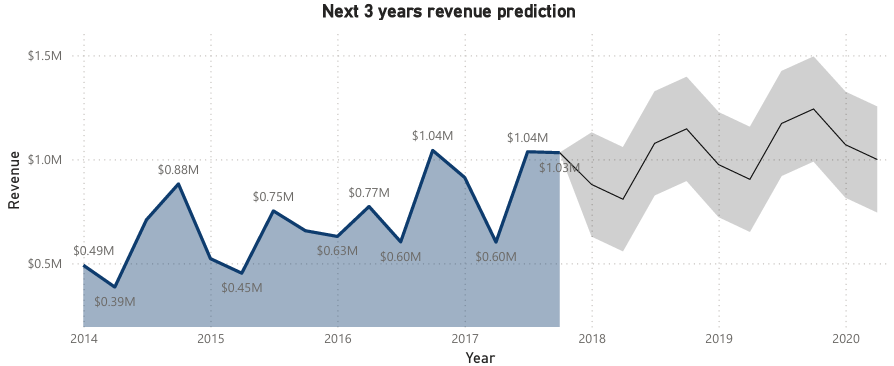 Next 3 years revenue prediction
$1.5M
$1.0M
$0.5M
Revenue
$0.49M
$0.39M
$0.88M
$0.45M
$0.75M
$0.63M
$0.77M
$0.60M
$1.04M
$0.60M
$1.04M
$1.03M
2014 2015 2016 2017 2018 2019 2020
Year